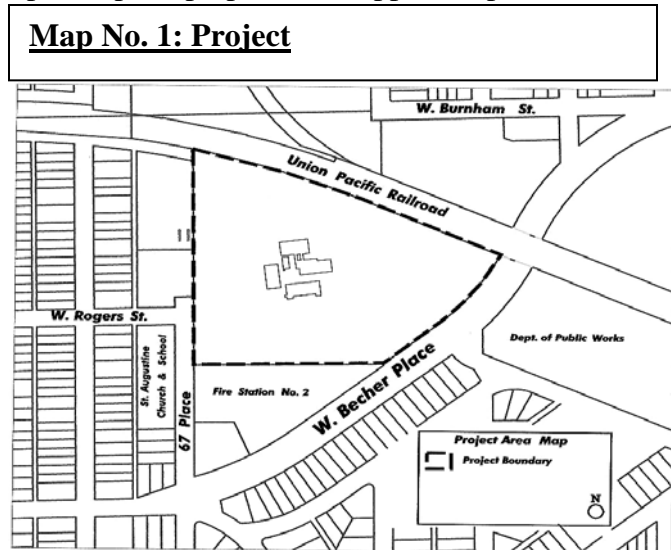 Map No. 1: Project
W. Burnham St.
Union Pacific Railroad
W. Rogers St.
St. Augustine
Church & School
67 Place
Fire Station No. 2
W. Becher Place
Dept. of Public Works
Project Area Map
Project Boundary
N